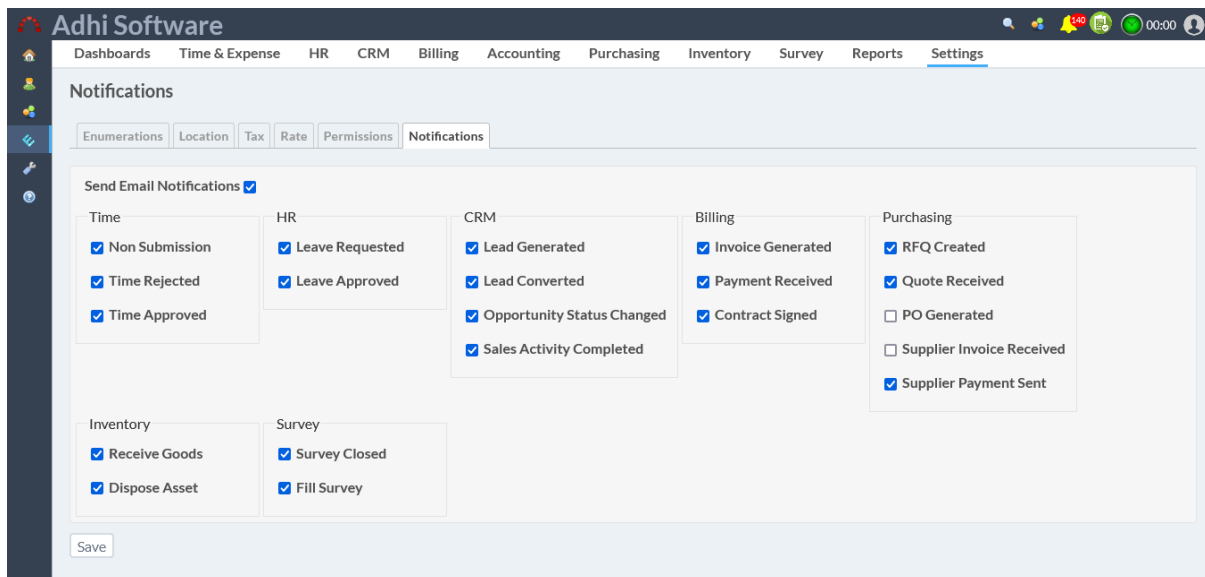 Adhi Software
140
00:00
Dashboards Time & Expense HR CRM Billing Accounting Purchasing Inventory Survey Reports Settings
Notifications
Enumerations Location Tax Rate Permissions Notifications
Send Email Notifications
Time
Non Submission
Time Rejected
Time Approved
HR
Leave Requested
Leave Approved
CRM
Lead Generated
Lead Converted
Opportunity Status Changed
Sales Activity Completed
Billing
Invoice Generated
Payment Received
Contract Signed
Purchasing
RFQ Created
Quote Received
PO Generated
Supplier Invoice Received
Supplier Payment Sent
Inventory
Receive Goods
Dispose Asset
Survey
Survey Closed
Fill Survey
Save